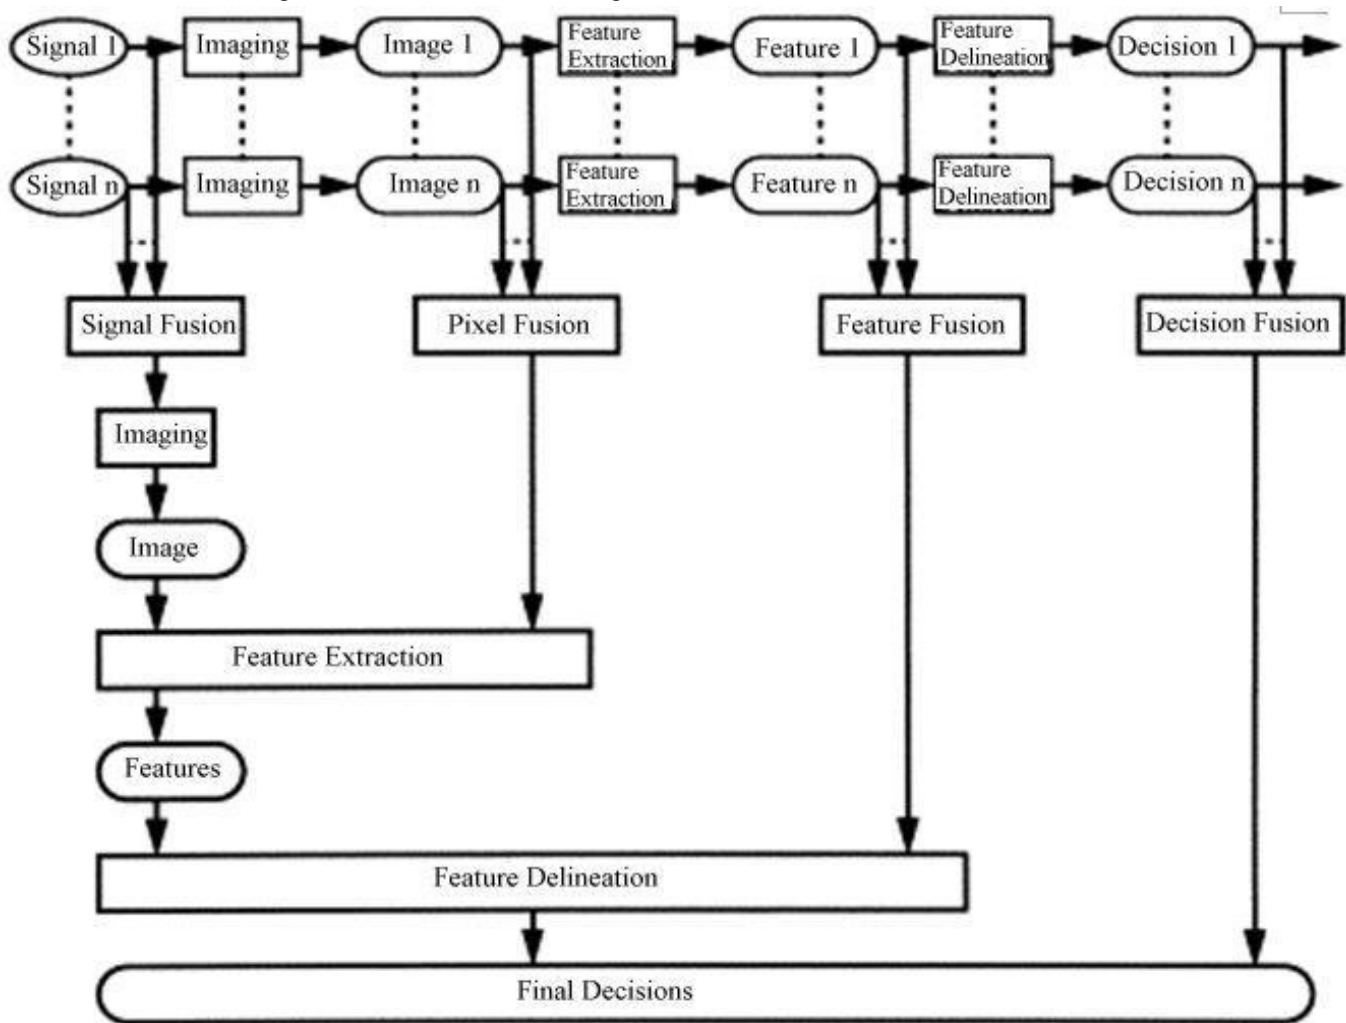 Signal 1
Imaging
Image 1
Feature
Extraction
Feature 1
Feature
Delineation
Decision 1
Signal n
Imaging
Image n
Feature
Extraction
Feature n
Feature
Delineation
Decision n
Signal Fusion
Pixel Fusion
Feature Fusion
Decision Fusion
Imaging
Image
Feature Extraction
Features
Feature Delineation
Final Decisions